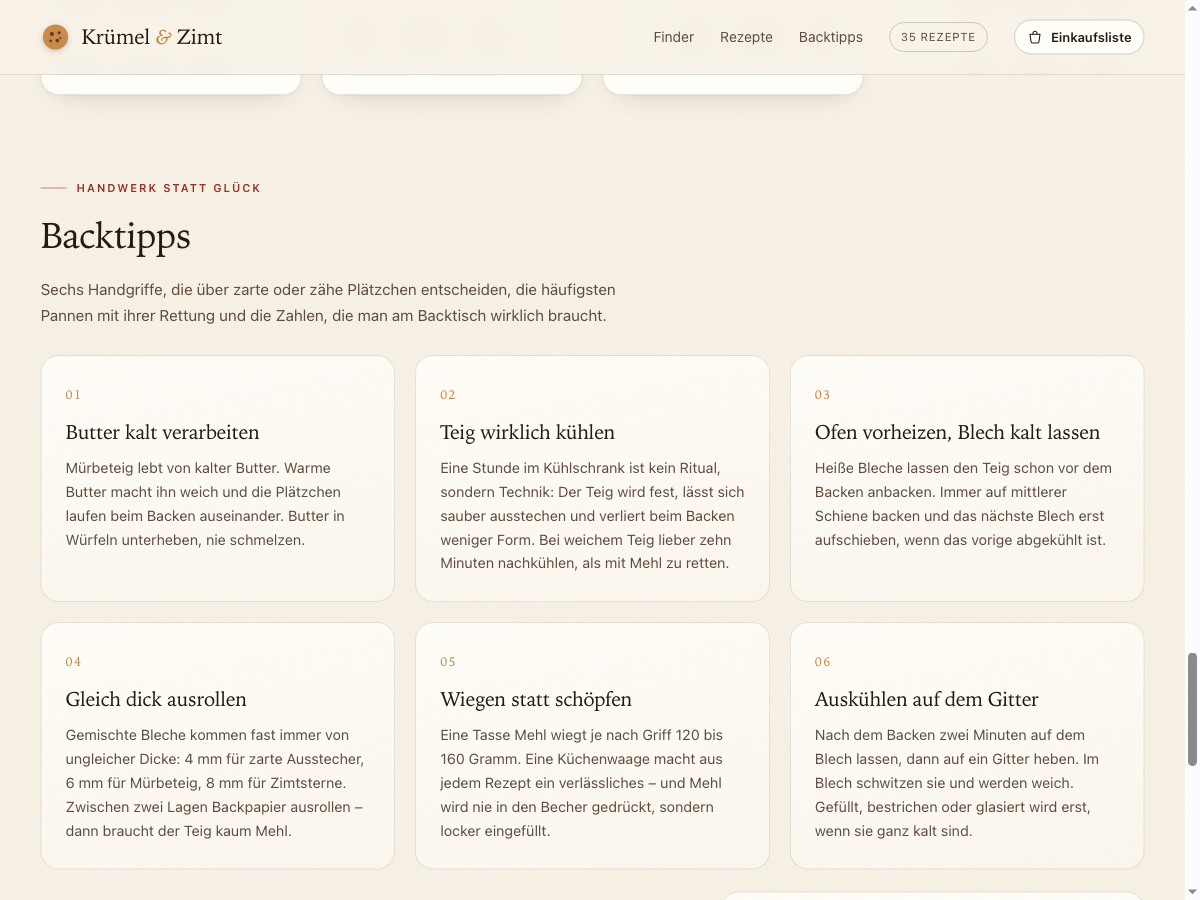 Krümel & Zimt
Finder
Rezepte
Backtipps
35 REZEPTE
Einkaufsliste
HANDWERK STATT GLÜCK
Backtipps
Sechs Handgriffe, die über zarte oder zähe Plätzchen entscheiden, die häufigsten
Pannen mit ihrer Rettung und die Zahlen, die man am Backtisch wirklich braucht.
01
Butter kalt verarbeiten
Mürbeteig lebt von kalter Butter. Warme
Butter macht ihn weich und die Plätzchen
laufen beim Backen auseinander. Butter in
Würfeln unterheben, nie schmelzen.
02
Teig wirklich kühlen
Eine Stunde im Kühlschrank ist kein Ritual,
sondern Technik: Der Teig wird fest, lässt sich
sauber ausstechen und verliert beim Backen
weniger Form. Bei weichem Teig lieber zehn
Minuten nachkühlen, als mit Mehl zu retten.
03
Ofen vorheizen, Blech kalt lassen
Heiße Bleche lassen den Teig schon vor dem
Backen anbacken. Immer auf mittlerer
Schiene backen und das nächste Blech erst
aufschieben, wenn das vorige abgekühlt ist.
04
Gleich dick ausrollen
Gemischte Bleche kommen fast immer von
ungleicher Dicke: 4 mm für zarte Ausstecher,
6 mm für Mürbeteig, 8 mm für Zimtsterne.
Zwischen zwei Lagen Backpapier ausrollen –
dann braucht der Teig kaum Mehl.
05
Wiegen statt schöpfen
Eine Tasse Mehl wiegt je nach Griff 120 bis
160 Gramm. Eine Küchenwaage macht aus
jedem Rezept ein verlässliches – und Mehl
wird nie in den Becher gedrückt, sondern
locker eingefüllt.
06
Auskühlen auf dem Gitter
Nach dem Backen zwei Minuten auf dem
Blech lassen, dann auf ein Gitter heben. Im
Blech schwitzen sie und werden weich.
Gefüllt, bestrichen oder glasiert wird erst,
wenn sie ganz kalt sind.